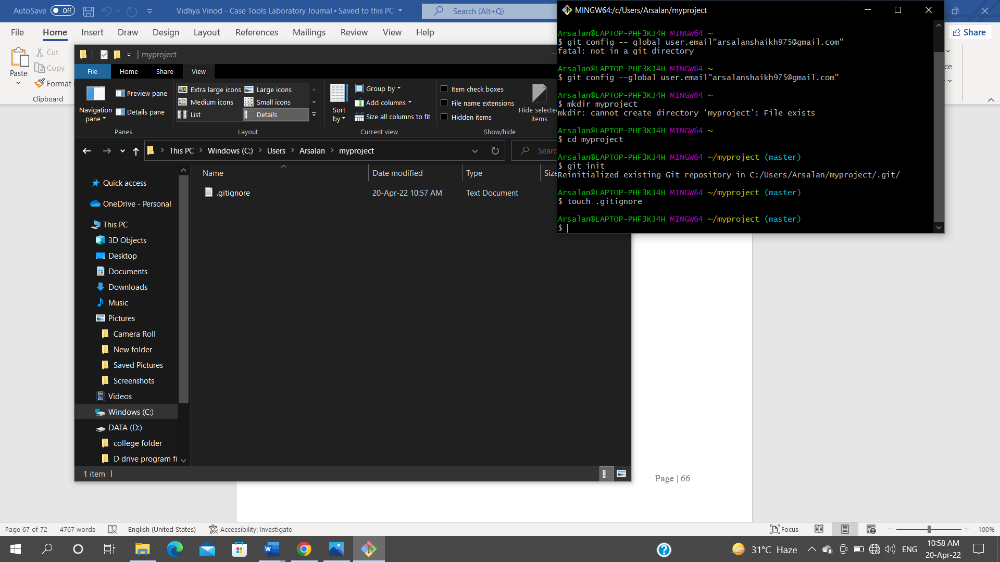 AutoSave Off Vidhya Vinod - Case Tools Laboratory Journal • Saved to this PC Search (Alt+Q)
File Home Insert Draw Design Layout References Mailings Review View Help Share
Paste
Cut
Copy
Format
Clipboard
myproject
File Home Share View
Navigation pane
Preview pane
Details pane
Panes
Extra large icons Large icons
Medium icons Small icons
List Details
Layout
Sort by
Group by
Add columns
Size all columns to fit
Current view
Item check boxes
File name extensions
Hidden items
Hide selected items
Show/hide
This PC > Windows (C:) > Users > Arsalan > myproject
Sear
Name Date modified Type Size
.gitignore 20-Apr-22 10:57 AM Text Document
Quick access
OneDrive - Personal
This PC
3D Objects
Desktop
Documents
Downloads
Music
Pictures
Camera Roll
New folder
Saved Pictures
Screenshots
Videos
Windows (C:)
DATA (D:)
college folder
D drive program fi
1 item
MINGW64:/c/Users/Arsalan/myproject
Arsalan@LAPTOP-PHF3KJ4H MINGW64 ~
$ git config -- global user.email"arsalanshaikh975@gmail.com"
fatal: not in a git directory
Arsalan@LAPTOP-PHF3KJ4H MINGW64 ~
$ git config --global user.email"arsalanshaikh975@gmail.com"
Arsalan@LAPTOP-PHF3KJ4H MINGW64 ~
$ mkdir myproject
mkdir: cannot create directory ‘myproject’: File exists
Arsalan@LAPTOP-PHF3KJ4H MINGW64 ~
$ cd myproject
Arsalan@LAPTOP-PHF3KJ4H MINGW64 ~/myproject (master)
$ git init
Reinitialized existing Git repository in C:/Users/Arsalan/myproject/.git/
Arsalan@LAPTOP-PHF3KJ4H MINGW64 ~/myproject (master)
$ touch .gitignore
Arsalan@LAPTOP-PHF3KJ4H MINGW64 ~/myproject (master)
$
Page | 66
Page 67 of 72 4767 words English (United States) Accessibility: Investigate Focus 100%
31°C Haze ENG 10:58 AM
20-Apr-22